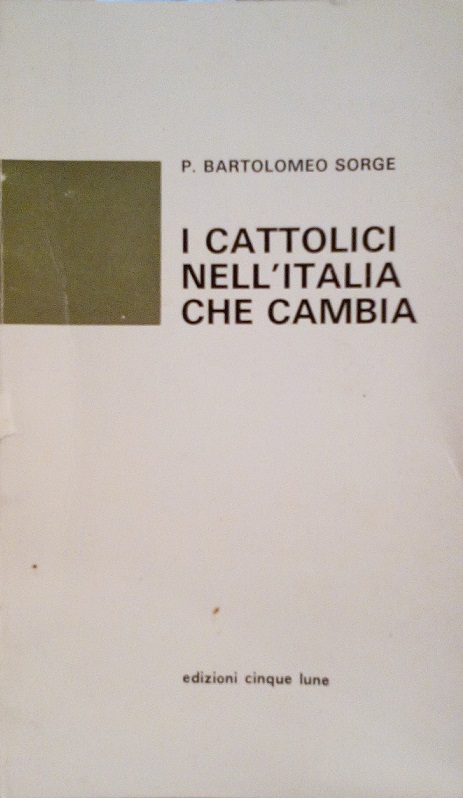 P. BARTOLOMEO SORGE
I CATTOLICI
NELL'ITALIA
CHE CAMBIA
edizioni cinque lune